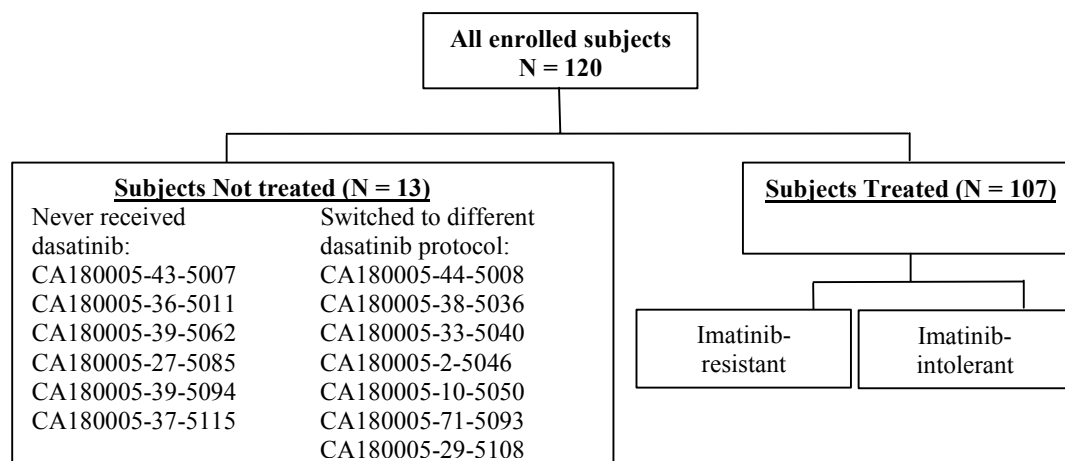 All enrolled subjects
N = 120
Subjects Not treated (N = 13)
Never received
dasatinib:
CA180005-43-5007
CA180005-36-5011
CA180005-39-5062
CA180005-27-5085
CA180005-39-5094
CA180005-37-5115
Switched to different
dasatinib protocol:
CA180005-44-5008
CA180005-38-5036
CA180005-33-5040
CA180005-2-5046
CA180005-10-5050
CA180005-71-5093
CA180005-29-5108
Subjects Treated (N = 107)
Imatinib-
resistant
Imatinib-
intolerant